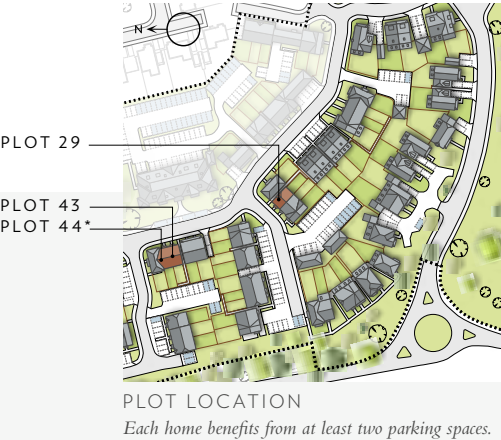 N
PLOT 29
PLOT 43
PLOT 44*
PLOT LOCATION
Each home benefits from at least two parking spaces.